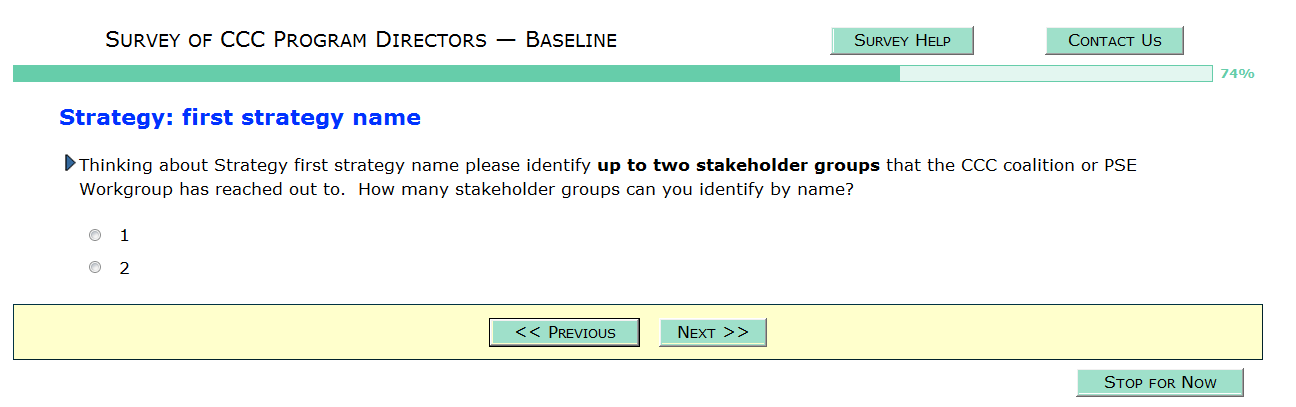 Survey of CCC Program Directors — Baseline
Survey Help
Contact Us
74%
Strategy: first strategy name
Thinking about Strategy first strategy name please identify up to two stakeholder groups that the CCC coalition or PSE
Workgroup has reached out to.  How many stakeholder groups can you identify by name?
1
2
<< Previous
Next >>
Stop for Now